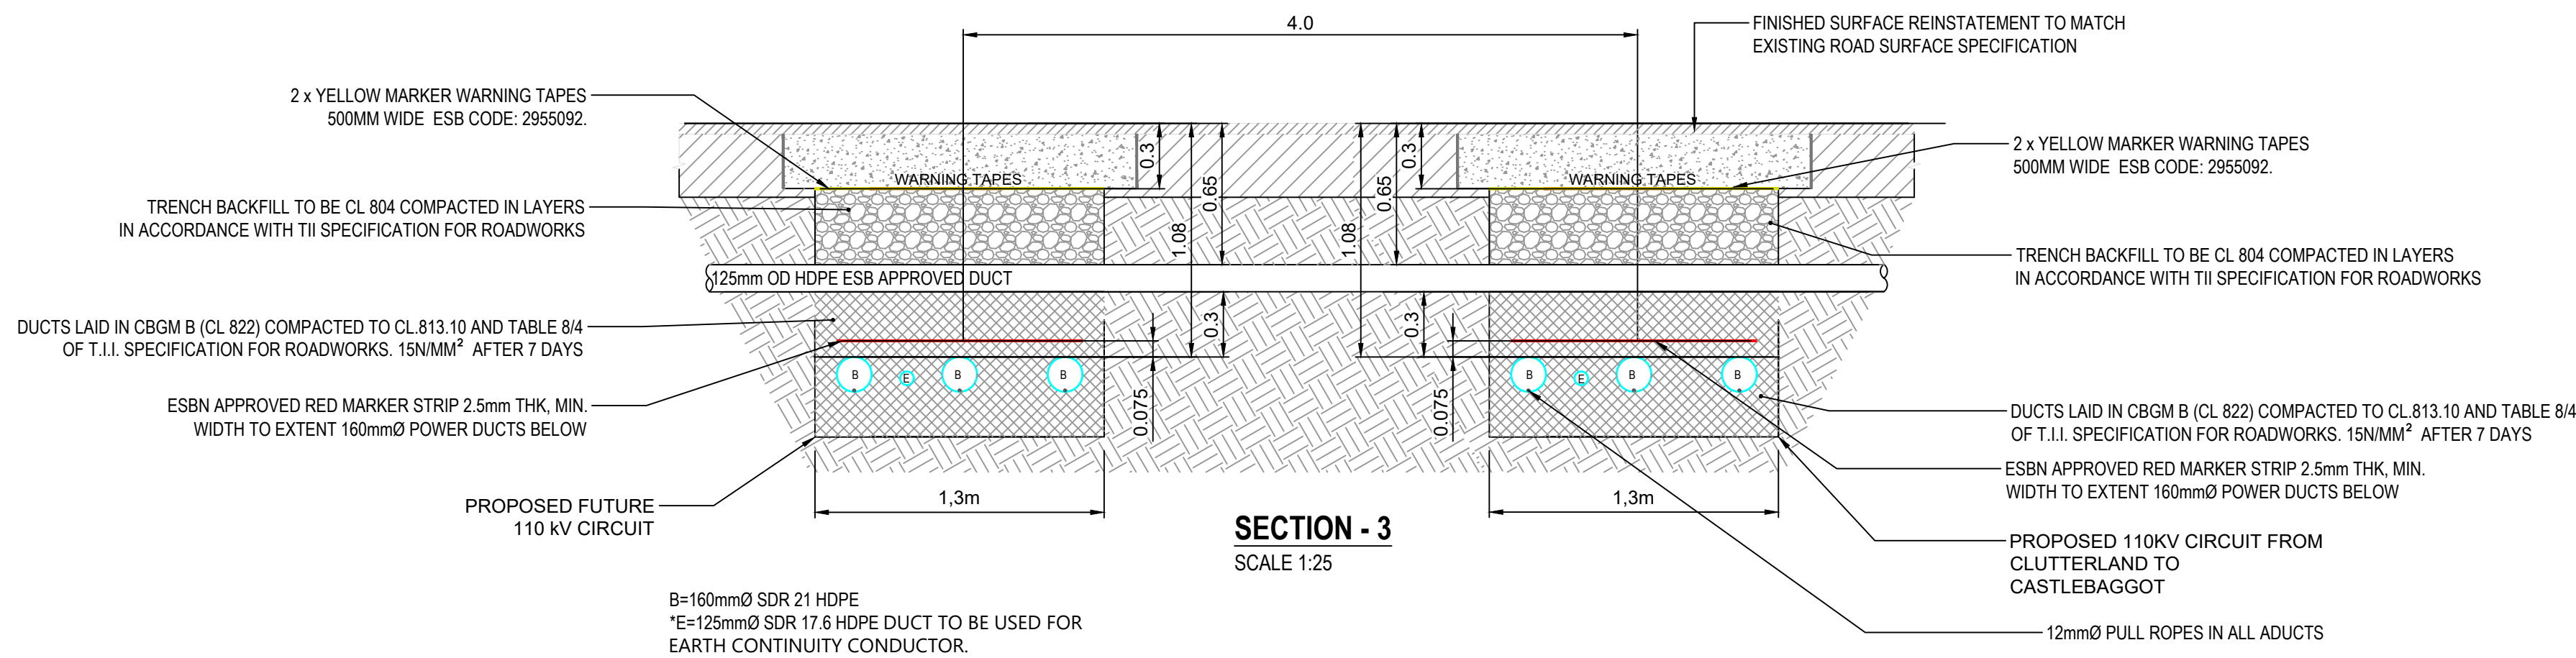 4.0
FINISHED SURFACE REINSTATEMENT TO MATCH
EXISTING ROAD SURFACE SPECIFICATION
2 x YELLOW MARKER WARNING TAPES
500MM WIDE ESB CODE: 2955092.
2 x YELLOW MARKER WARNING TAPES
500MM WIDE ESB CODE: 2955092.
WARNING TAPES
WARNING TAPES
0.3
0.65
1.08
1.08
0.65
0.3
TRENCH BACKFILL TO BE CL 804 COMPACTED IN LAYERS
IN ACCORDANCE WITH TII SPECIFICATION FOR ROADWORKS
TRENCH BACKFILL TO BE CL 804 COMPACTED IN LAYERS
IN ACCORDANCE WITH TII SPECIFICATION FOR ROADWORKS
125mm OD HDPE ESB APPROVED DUCT
DUCTS LAID IN CBGM B (CL 822) COMPACTED TO CL.813.10 AND TABLE 8/4
OF T.I.I. SPECIFICATION FOR ROADWORKS. 15N/MM² AFTER 7 DAYS
0.3
0.3
B
E
B
B
B
E
B
B
0.075
0.075
ESBN APPROVED RED MARKER STRIP 2.5mm THK, MIN.
WIDTH TO EXTENT 160mmØ POWER DUCTS BELOW
DUCTS LAID IN CBGM B (CL 822) COMPACTED TO CL.813.10 AND TABLE 8/4
OF T.I.I. SPECIFICATION FOR ROADWORKS. 15N/MM² AFTER 7 DAYS
ESBN APPROVED RED MARKER STRIP 2.5mm THK, MIN.
WIDTH TO EXTENT 160mmØ POWER DUCTS BELOW
PROPOSED FUTURE
110 kV CIRCUIT
1,3m
1,3m
SECTION - 3
SCALE 1:25
PROPOSED 110KV CIRCUIT FROM
CLUTTERLAND TO
CASTLEBAGGOT
B=160mmØ SDR 21 HDPE
*E=125mmØ SDR 17.6 HDPE DUCT TO BE USED FOR
EARTH CONTINUITY CONDUCTOR.
12mmØ PULL ROPES IN ALL ADUCTS